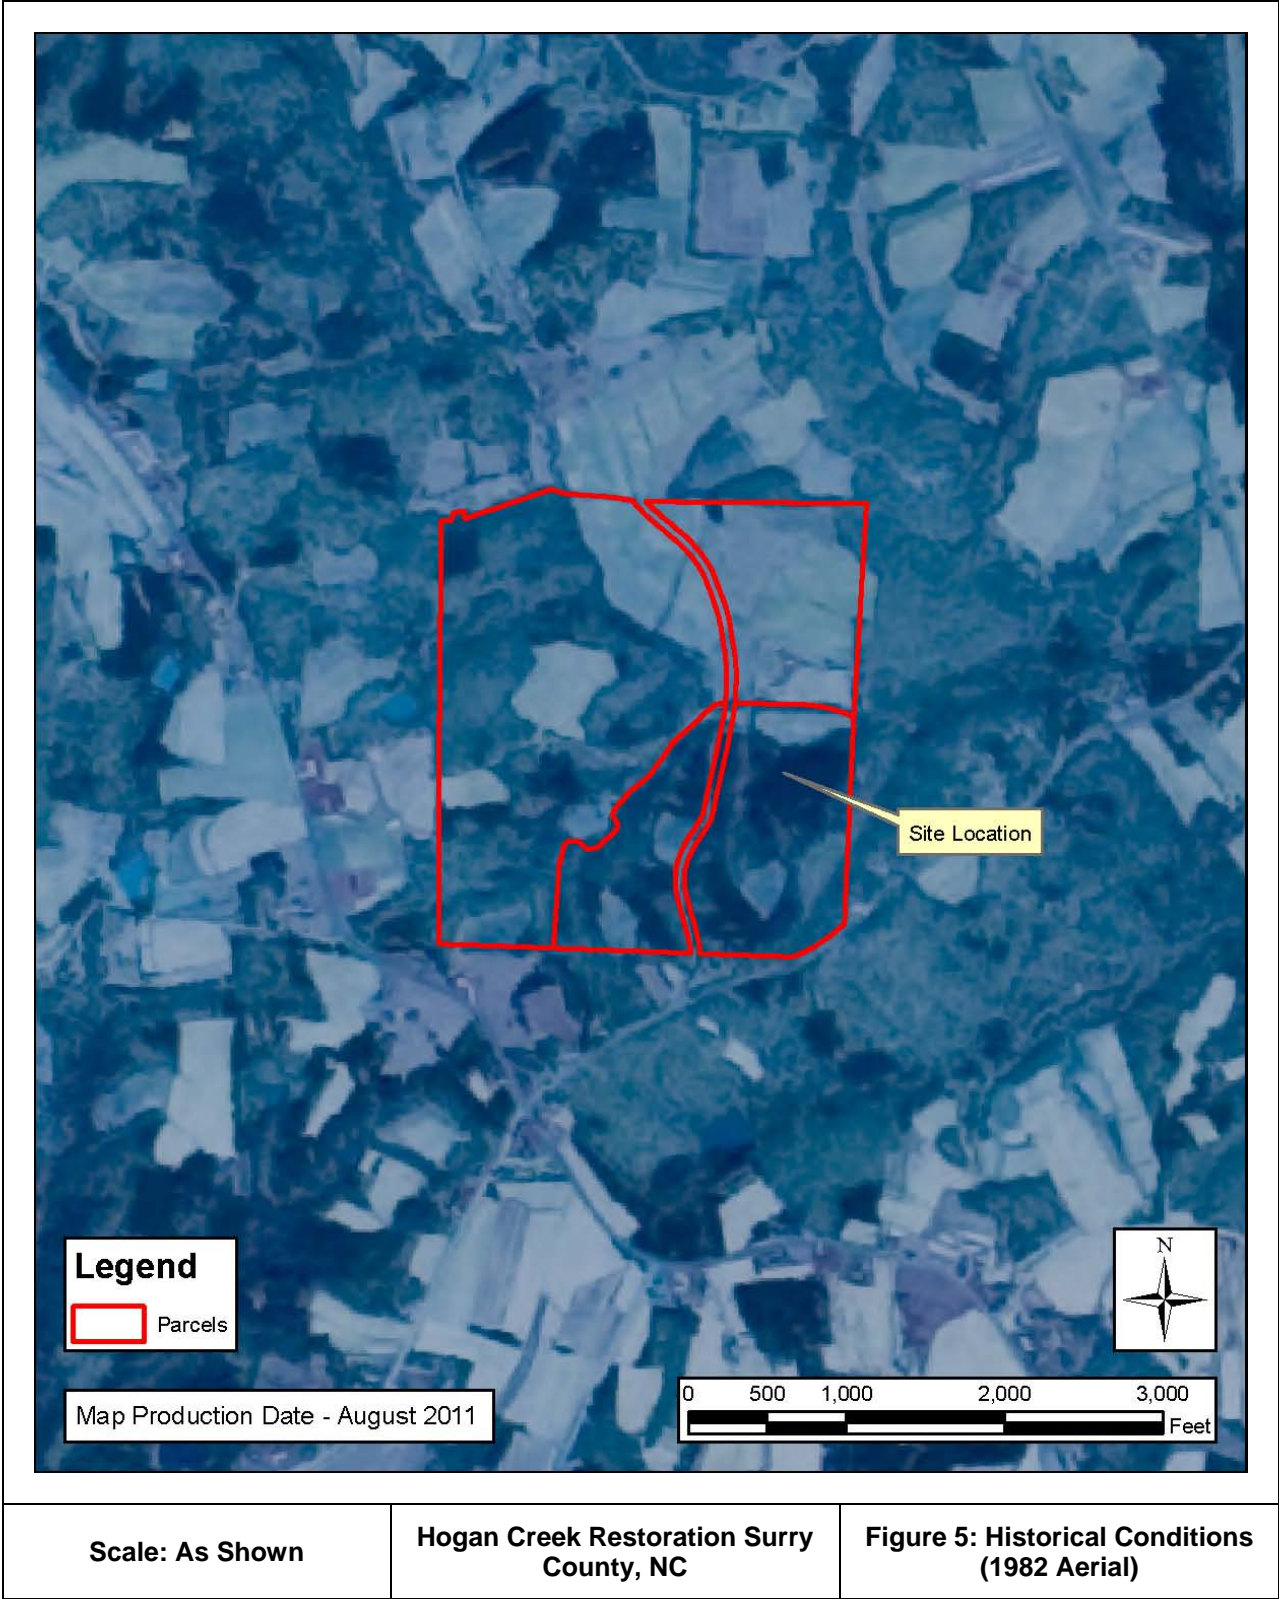 Site Location
Legend
Parcels
N
Map Production Date - August 2011
0 500 1,000 2,000 3,000
Feet
Scale: As Shown
Hogan Creek Restoration Surry
County, NC
Figure 5: Historical Conditions
(1982 Aerial)